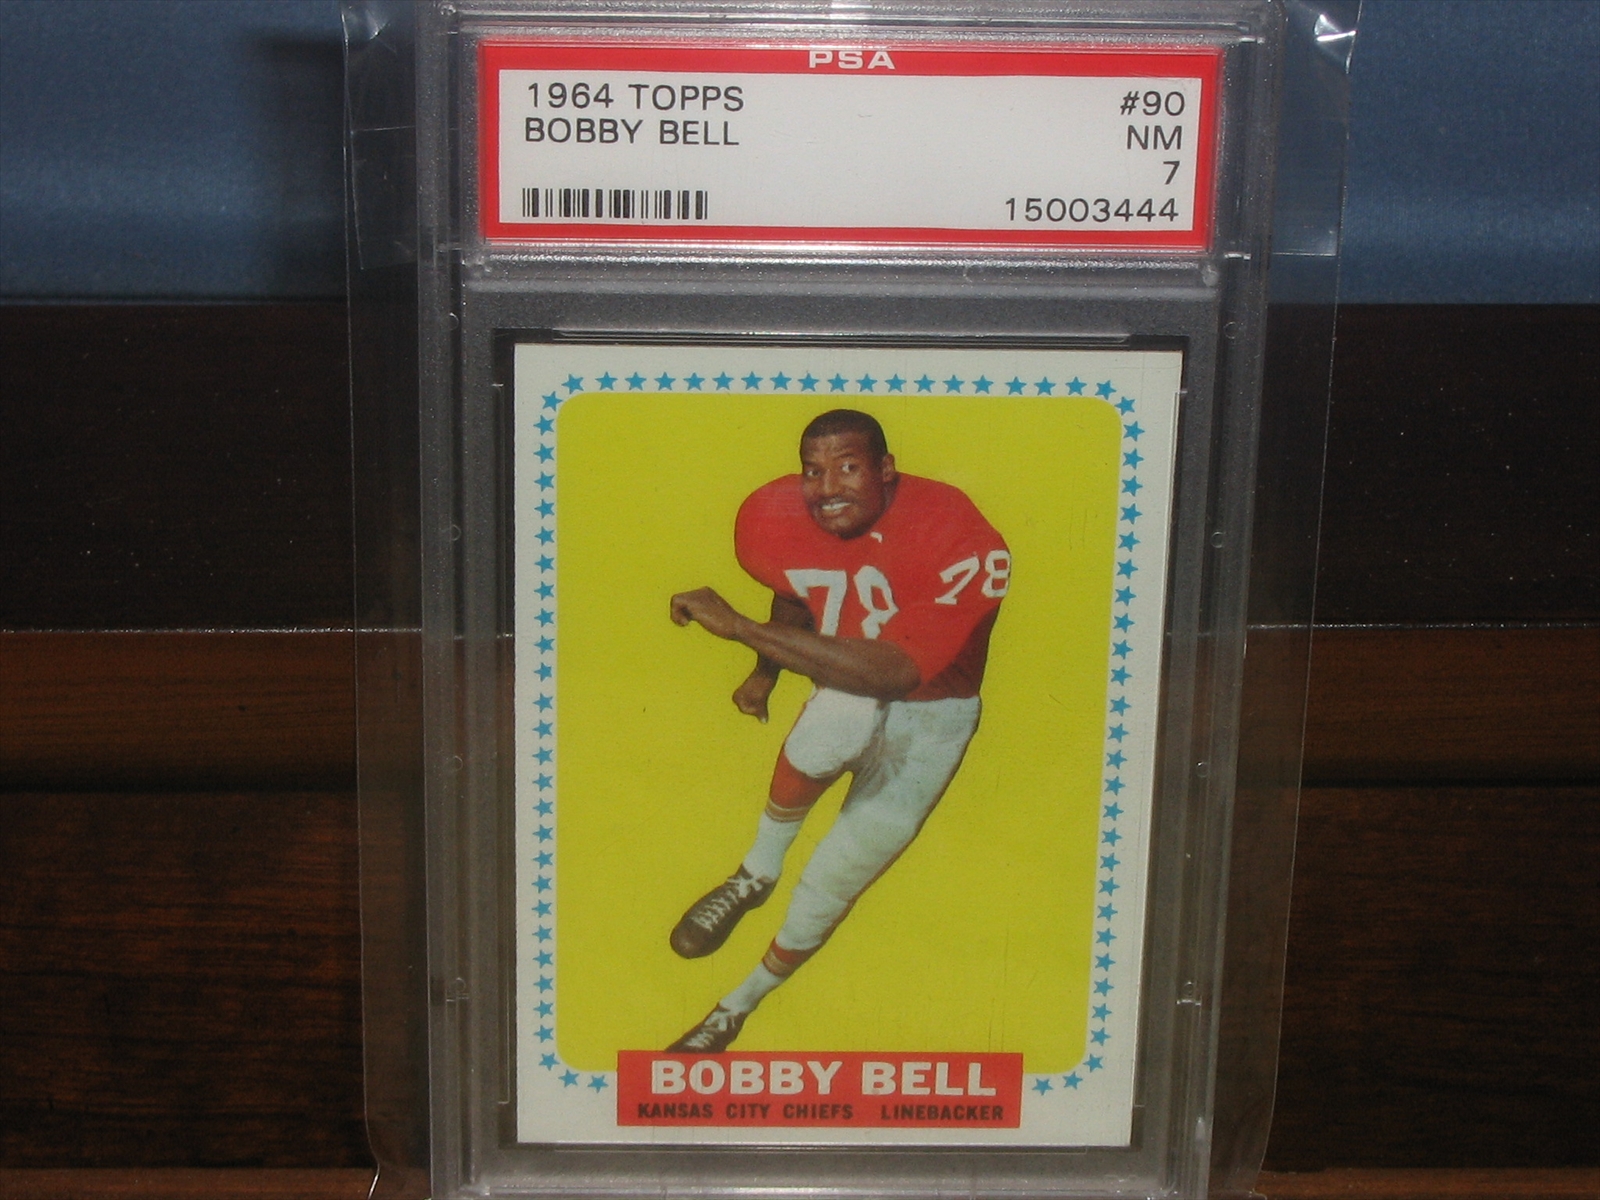 PSA
1964 TOPPS #90
BOBBY BELL NM
7
15003444
78 78
BOBBY BELL
KANSAS CITY CHIEFS LINEBACKER